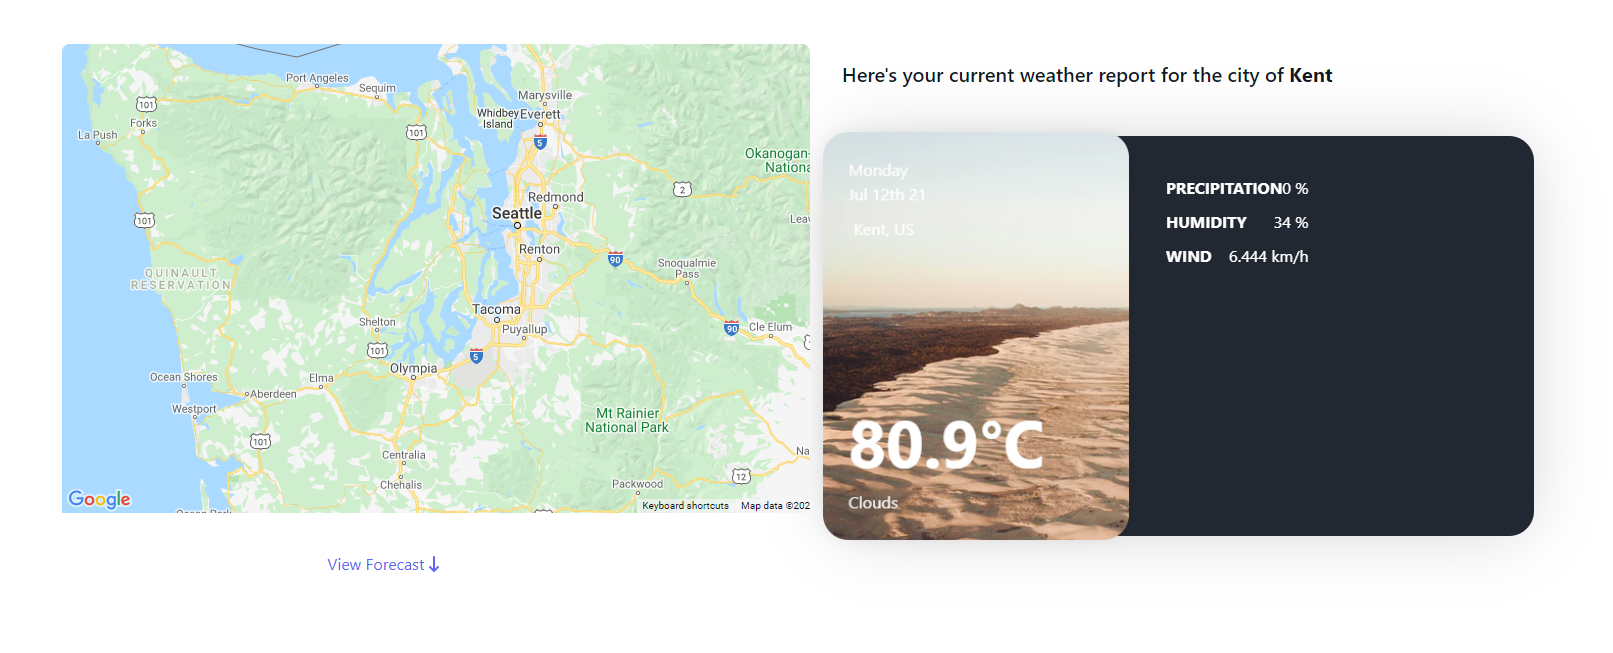 Port Angeles
Sequim
Marysville
Whidbey
Island
Everett
101
Forks
La Push
101
5
Okanogan-
Nationa
2
Redmond
Seattle
101
Leav
Renton
90
Snoqualmie
Pass
QUINAULT
RESERVATION
Tacoma
Shelton
Puyallup
90
Cle Elum
101
5
Olympia
Ocean Shores
Elma
Aberdeen
Westport
Mt Rainier
National Park
101
Centralia
Na
12
Chehalis
Packwood
Google
Keyboard shortcuts
Map data ©202
View Forecast
Here's your current weather report for the city of Kent
Monday
Jul 12th 21
Kent, US
80.9°C
Clouds
PRECIPITATION0 %
HUMIDITY 34 %
WIND 6.444 km/h